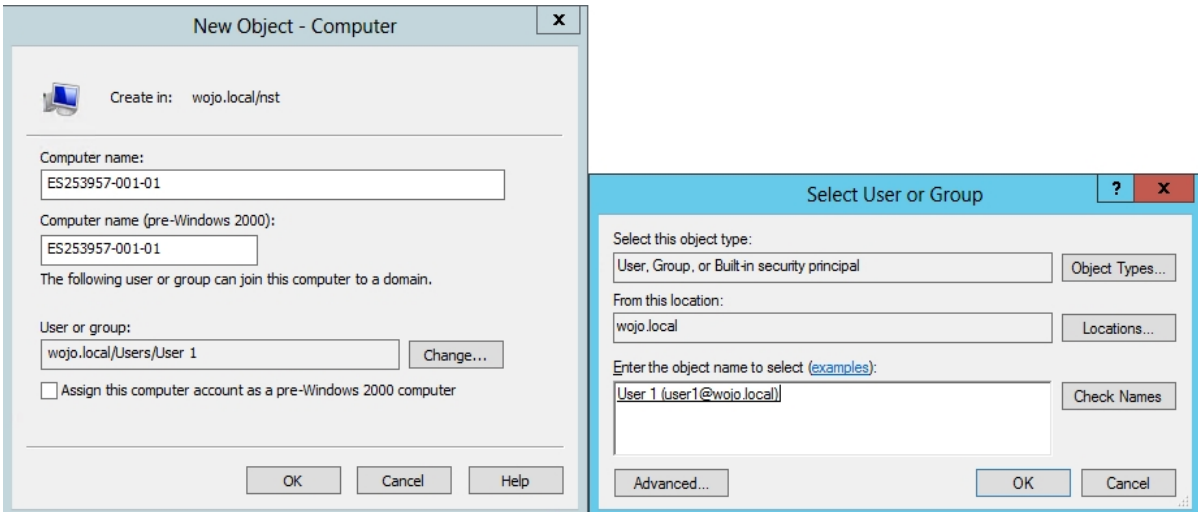 New Object - Computer
x
Create in: wojo.local/nst
Computer name:
ES253957-001-01
Computer name (pre-Windows 2000):
ES253957-001-01
The following user or group can join this computer to a domain.
User or group:
wojo.local/Users/User 1
Change...
Assign this computer account as a pre-Windows 2000 computer
OK
Cancel
Help
Select User or Group
?
x
Select this object type:
User, Group, or Built-in security principal
Object Types...
From this location:
wojo.local
Locations...
Enter the object name to select (examples):
User 1 (user1@wojo.local)
Check Names
Advanced...
OK
Cancel